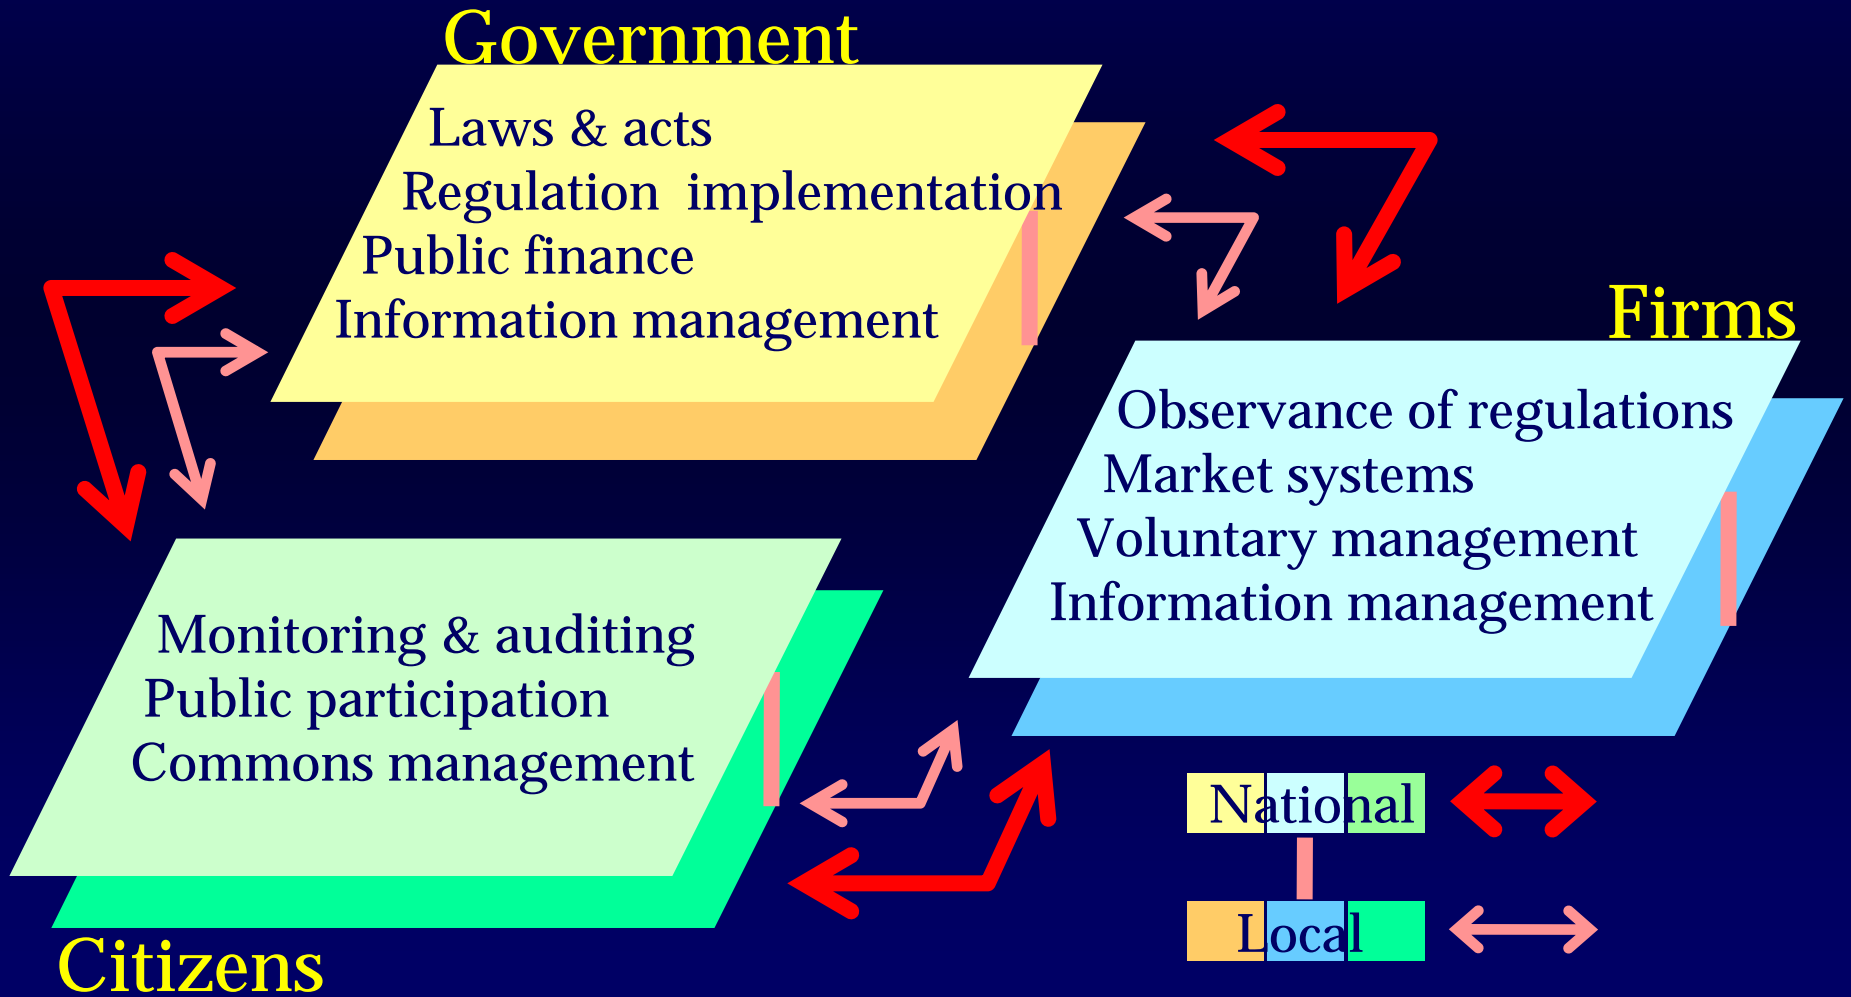 Government
Laws & acts
Regulation implementation
Public finance
Information management
Firms
Observance of regulations
Market systems
Voluntary management
Information management
Monitoring & auditing
Public participation
Commons management
Citizens
National
Local